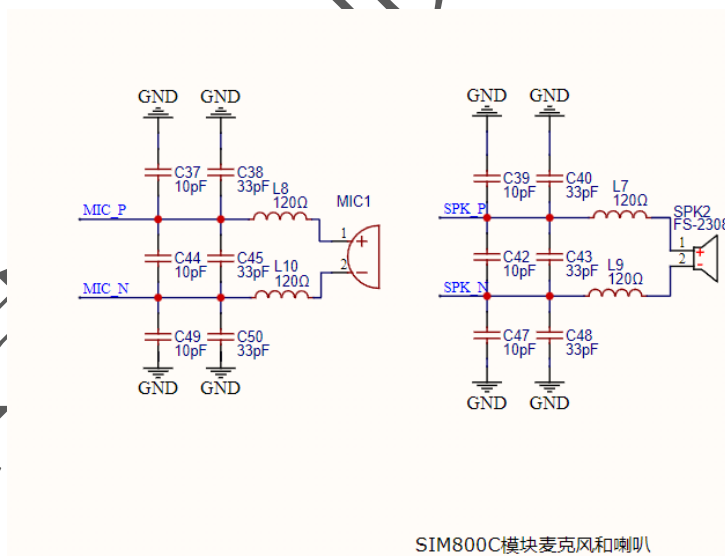 GND GND
C37 10pF
C38 33pF
L8 120Ω
MIC1
MIC_P
1
C44 10pF
C45 33pF
L10 120Ω
2
MIC_N
C49 10pF
C50 33pF
GND GND
GND GND
C39 10pF
C40 33pF
L7 120Ω
SPK2
FS-2308
SPK_P
1
2
C42 10pF
C43 33pF
L9 120Ω
SPK_N
C47 10pF
C48 33pF
GND GND
SIM800C模块麦克风和喇叭